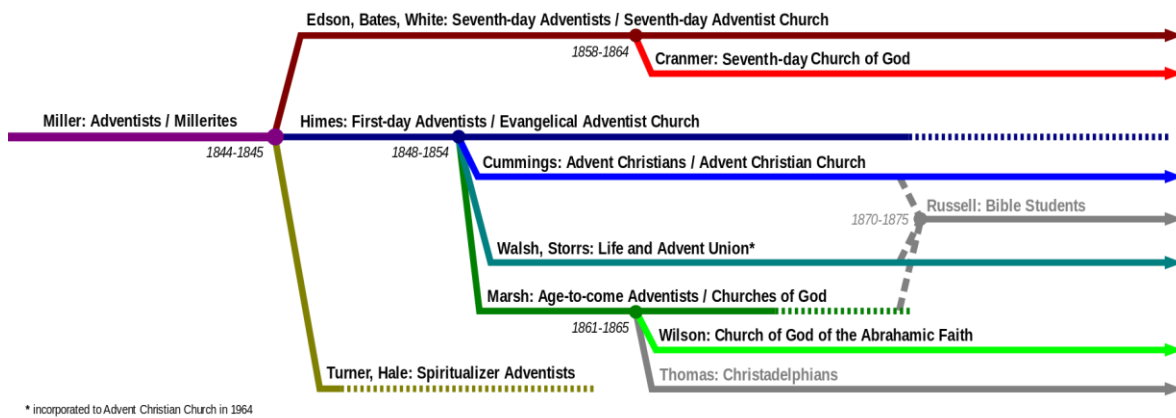 Edson, Bates, White: Seventh-day Adventists / Seventh-day Adventist Church
1858-1864
Cranmer: Seventh-day Church of God
Miller: Adventists / Millerites
Himes: First-day Adventists / Evangelical Adventist Church
1844-1845
1848-1854
Cummings: Advent Christians / Advent Christian Church
Russell: Bible Students
1870-1875
Walsh, Storrs: Life and Advent Union*
Marsh: Age-to-come Adventists / Churches of God
1861-1865
Wilson: Church of God of the Abrahamic Faith
Turner, Hale: Spiritualizer Adventists
Thomas: Christadelphians
* incorporated to Advent Christian Church in 1964